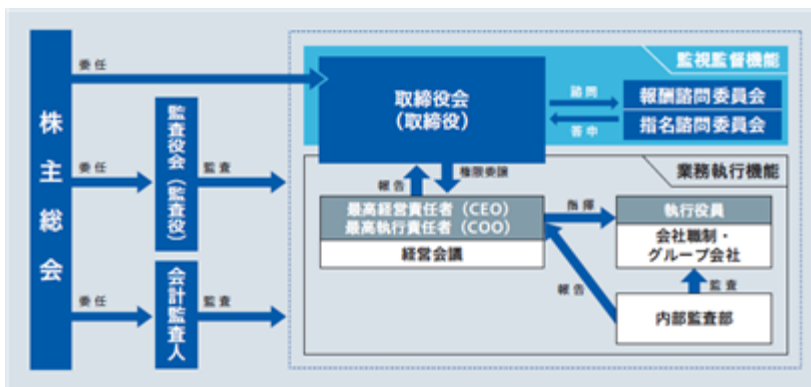 監視監督機能
委任
取締役会
(取締役)
諮問
報酬諮問委員会
答申
指名諮問委員会
株主総会
委任
監査役会(監査役)
監査
報告
権限委譲
業務執行機能
最高経営責任者(CEO)
最高執行責任者(COO)
経営会議
指揮
執行役員
会社職制・
グループ会社
委任
会計監査人
監査
報告
監査
内部監査部